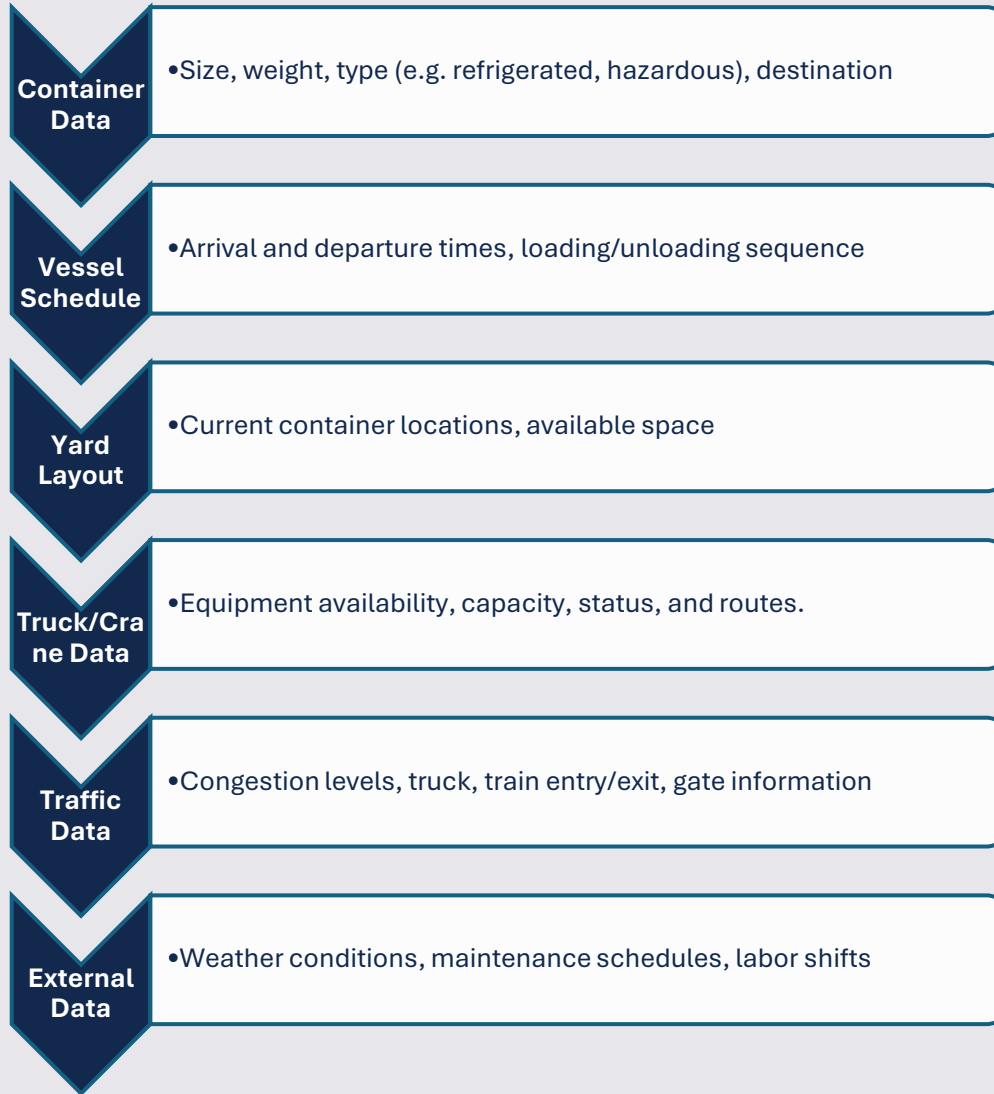 Container
Data
•Size, weight, type (e.g. refrigerated, hazardous), destination
Vessel
Schedule
•Arrival and departure times, loading/unloading sequence
Yard
Layout
•Current container locations, available space
Truck/Cra
ne Data
•Equipment availability, capacity, status, and routes.
Traffic
Data
•Congestion levels, truck, train entry/exit, gate information
External
Data
•Weather conditions, maintenance schedules, labor shifts